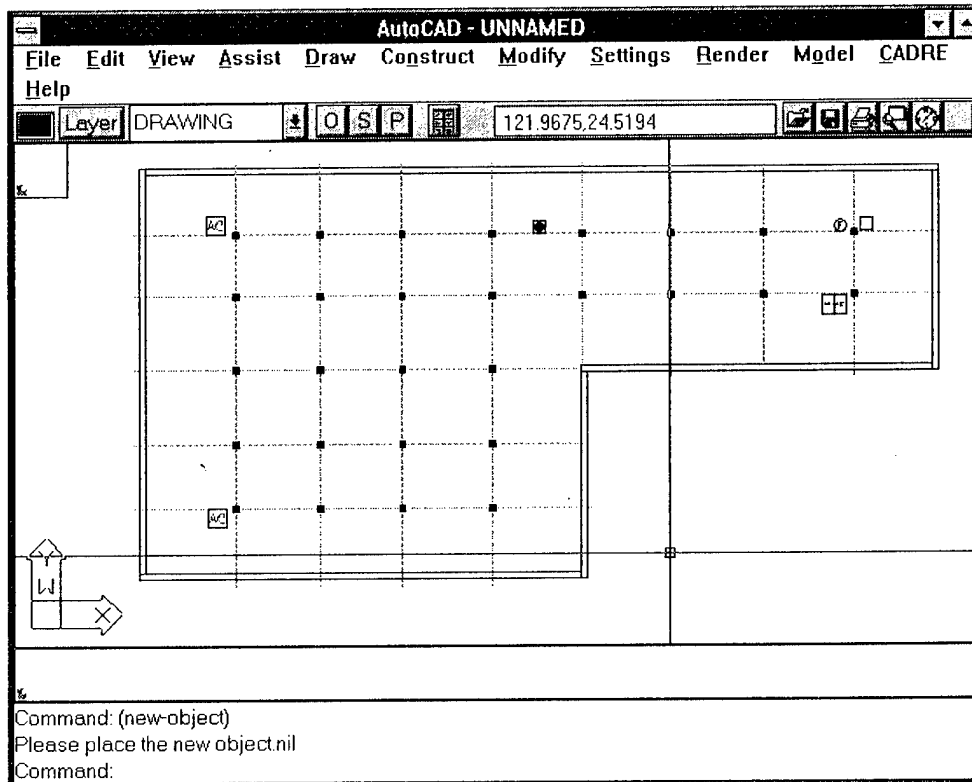 AutoCAD - UNNAMED
File Edit View Assist Draw Construct Modify Settings Render Model CADRE
Help
Layer DRAWING O S P 121.9675,24.5194
AC
F
AC
W
X
Command: (new-object)
Please place the new object.nil
Command: